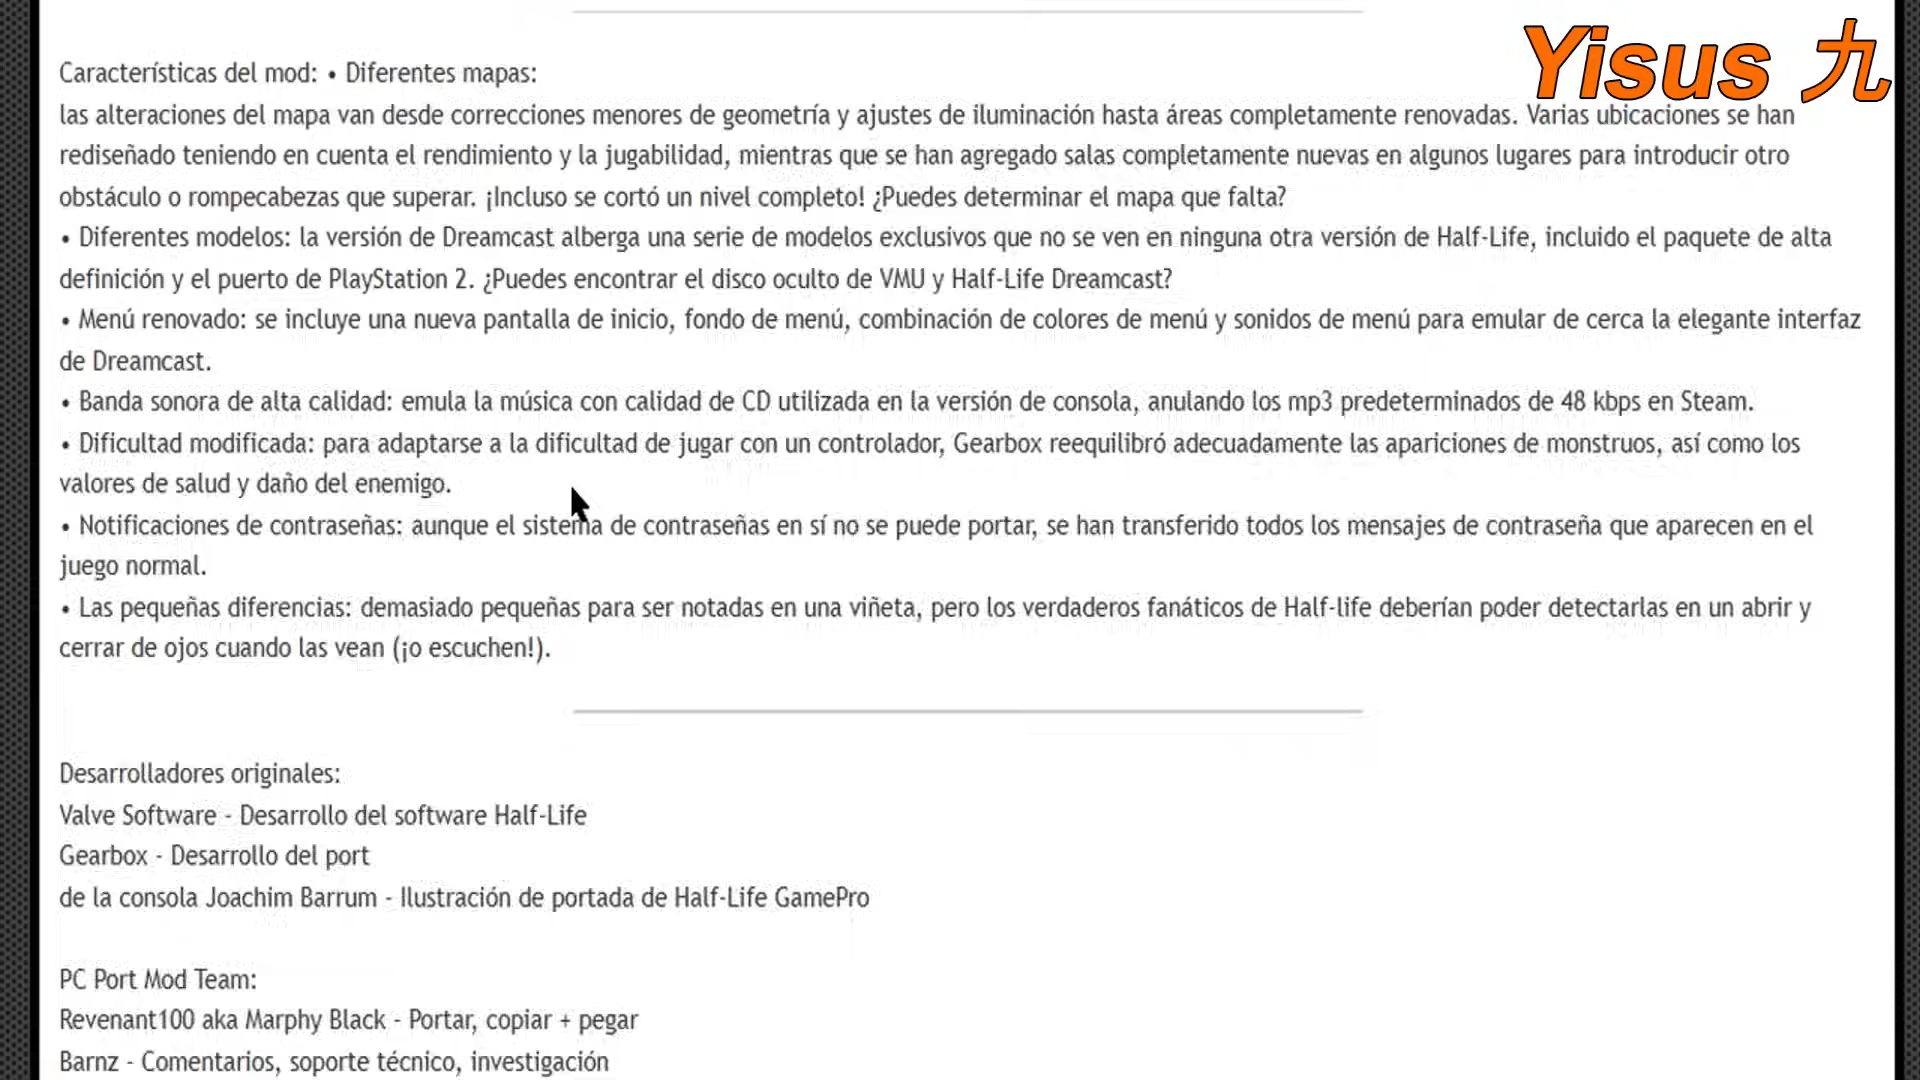 Yisus 九
Características del mod: • Diferentes mapas:
las alteraciones del mapa van desde correcciones menores de geometría y ajustes de iluminación hasta áreas completamente renovadas. Varias ubicaciones se han
rediseñado teniendo en cuenta el rendimiento y la jugabilidad, mientras que se han agregado salas completamente nuevas en algunos lugares para introducir otro
obstáculo o rompecabezas que superar. ¡Incluso se cortó un nivel completo! ¿Puedes determinar el mapa que falta?
• Diferentes modelos: la versión de Dreamcast alberga una serie de modelos exclusivos que no se ven en ninguna otra versión de Half-Life, incluido el paquete de alta
definición y el puerto de PlayStation 2. ¿Puedes encontrar el disco oculto de VMU y Half-Life Dreamcast?
• Menú renovado: se incluye una nueva pantalla de inicio, fondo de menú, combinación de colores de menú y sonidos de menú para emular de cerca la elegante interfaz
de Dreamcast.
• Banda sonora de alta calidad: emula la música con calidad de CD utilizada en la versión de consola, anulando los mp3 predeterminados de 48 kbps en Steam.
• Dificultad modificada: para adaptarse a la dificultad de jugar con un controlador, Gearbox reequilibró adecuadamente las apariciones de monstruos, así como los
valores de salud y daño del enemigo.
• Notificaciones de contraseñas: aunque el sistema de contraseñas en sí no se puede portar, se han transferido todos los mensajes de contraseña que aparecen en el
juego normal.
• Las pequeñas diferencias: demasiado pequeñas para ser notadas en una viñeta, pero los verdaderos fanáticos de Half-life deberían poder detectarlas en un abrir y
cerrar de ojos cuando las vean (¡o escuchen!).
Desarrolladores originales:
Valve Software - Desarrollo del software Half-Life
Gearbox - Desarrollo del port
de la consola Joachim Barrum - Ilustración de portada de Half-Life GamePro
PC Port Mod Team:
Revenant100 aka Marphy Black - Portar, copiar + pegar
Barnz - Comentarios, soporte técnico, investigación